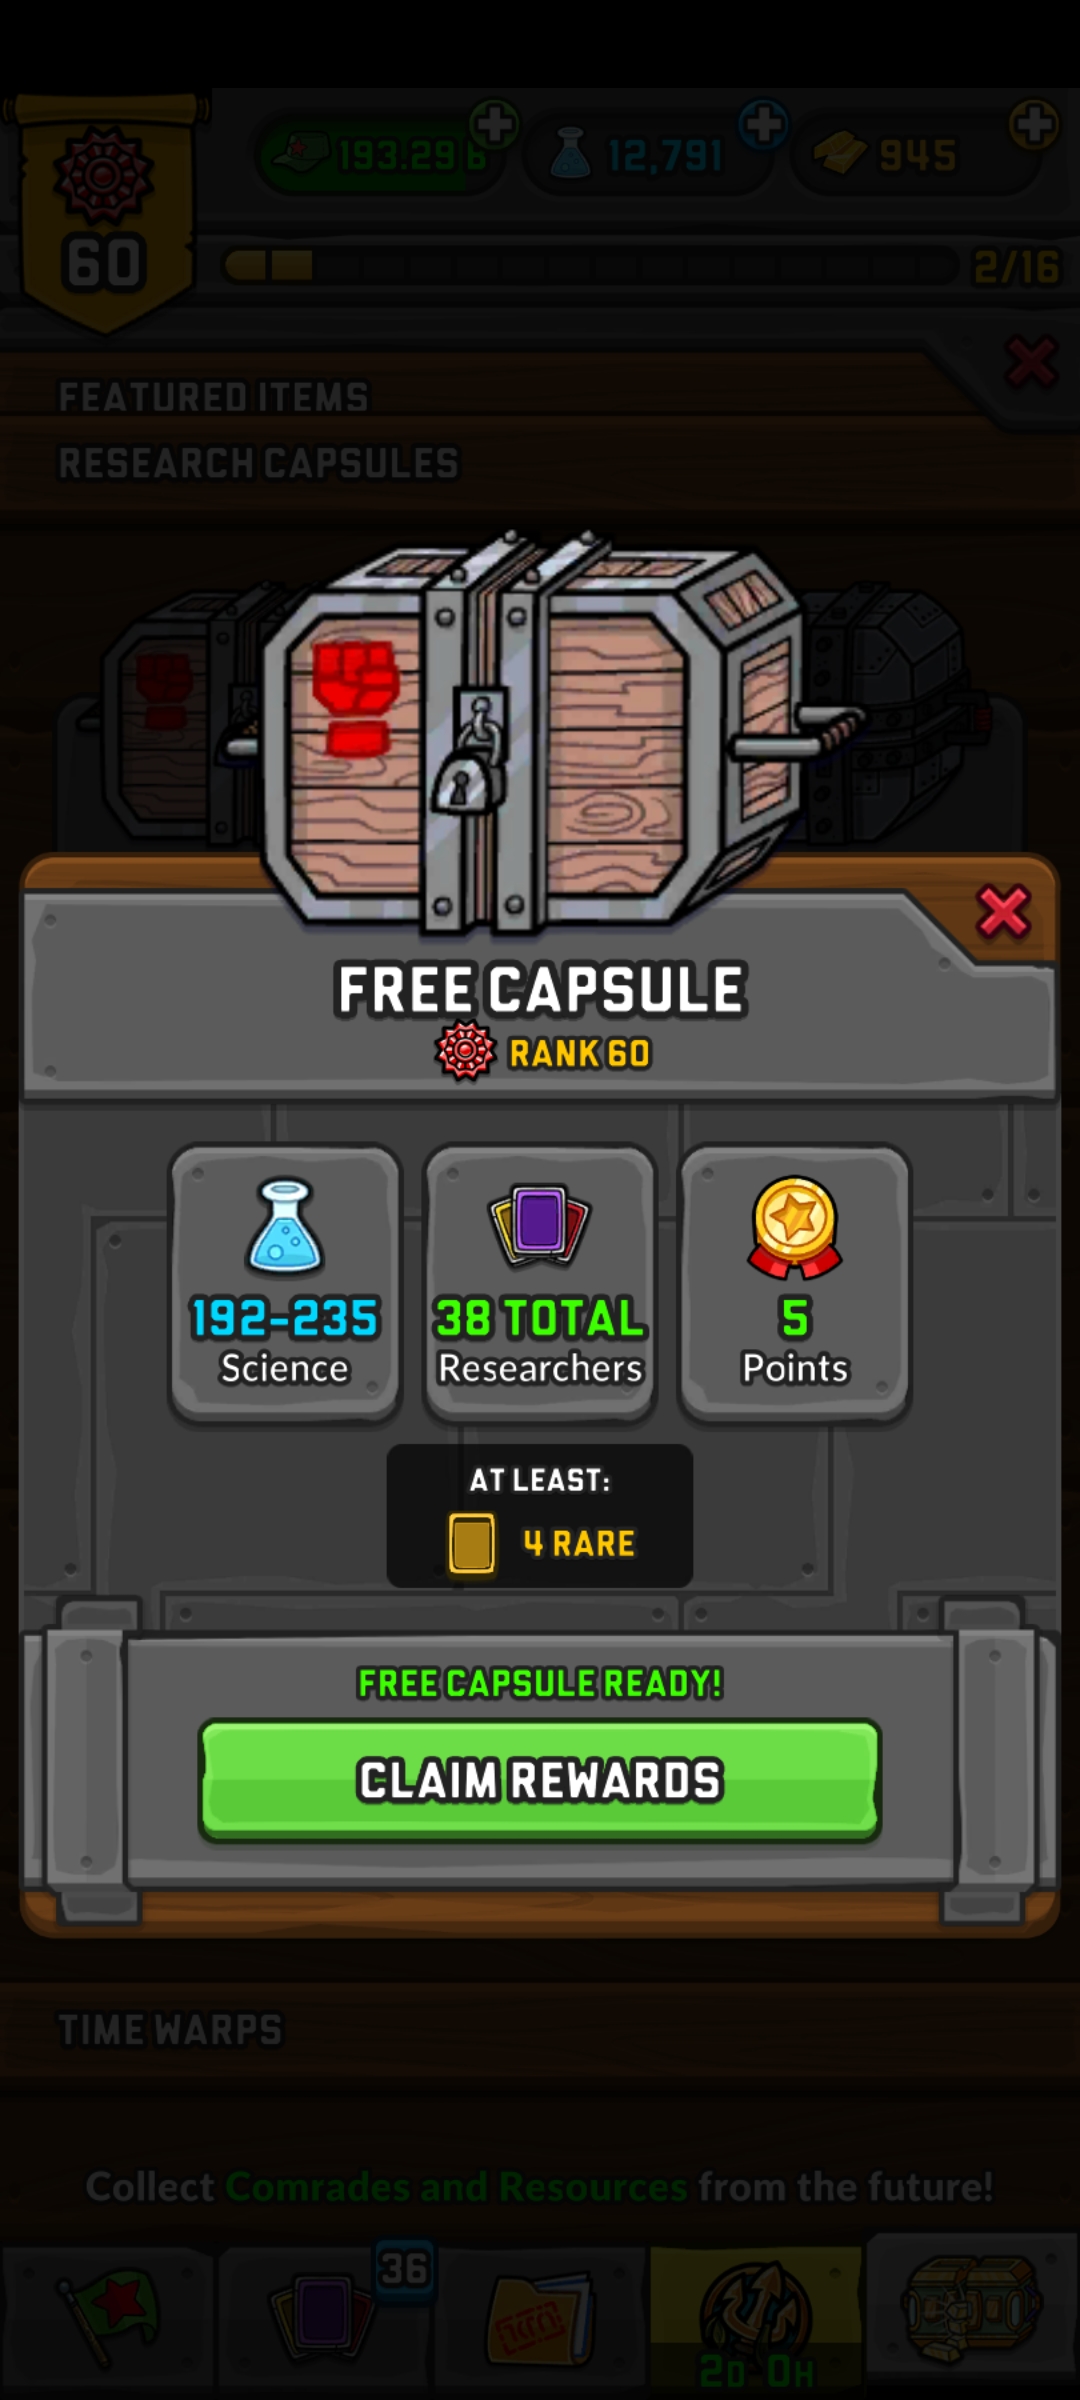 193.29 B
12,791
945
60
2/16
FEATURED ITEMS
RESEARCH CAPSULES
FREE CAPSULE
RANK 60
192-235
Science
38 TOTAL
Researchers
5
Points
AT LEAST:
4 RARE
FREE CAPSULE READY!
CLAIM REWARDS
TIME WARPS
Collect Comrades and Resources from the future!
36
2D 0H